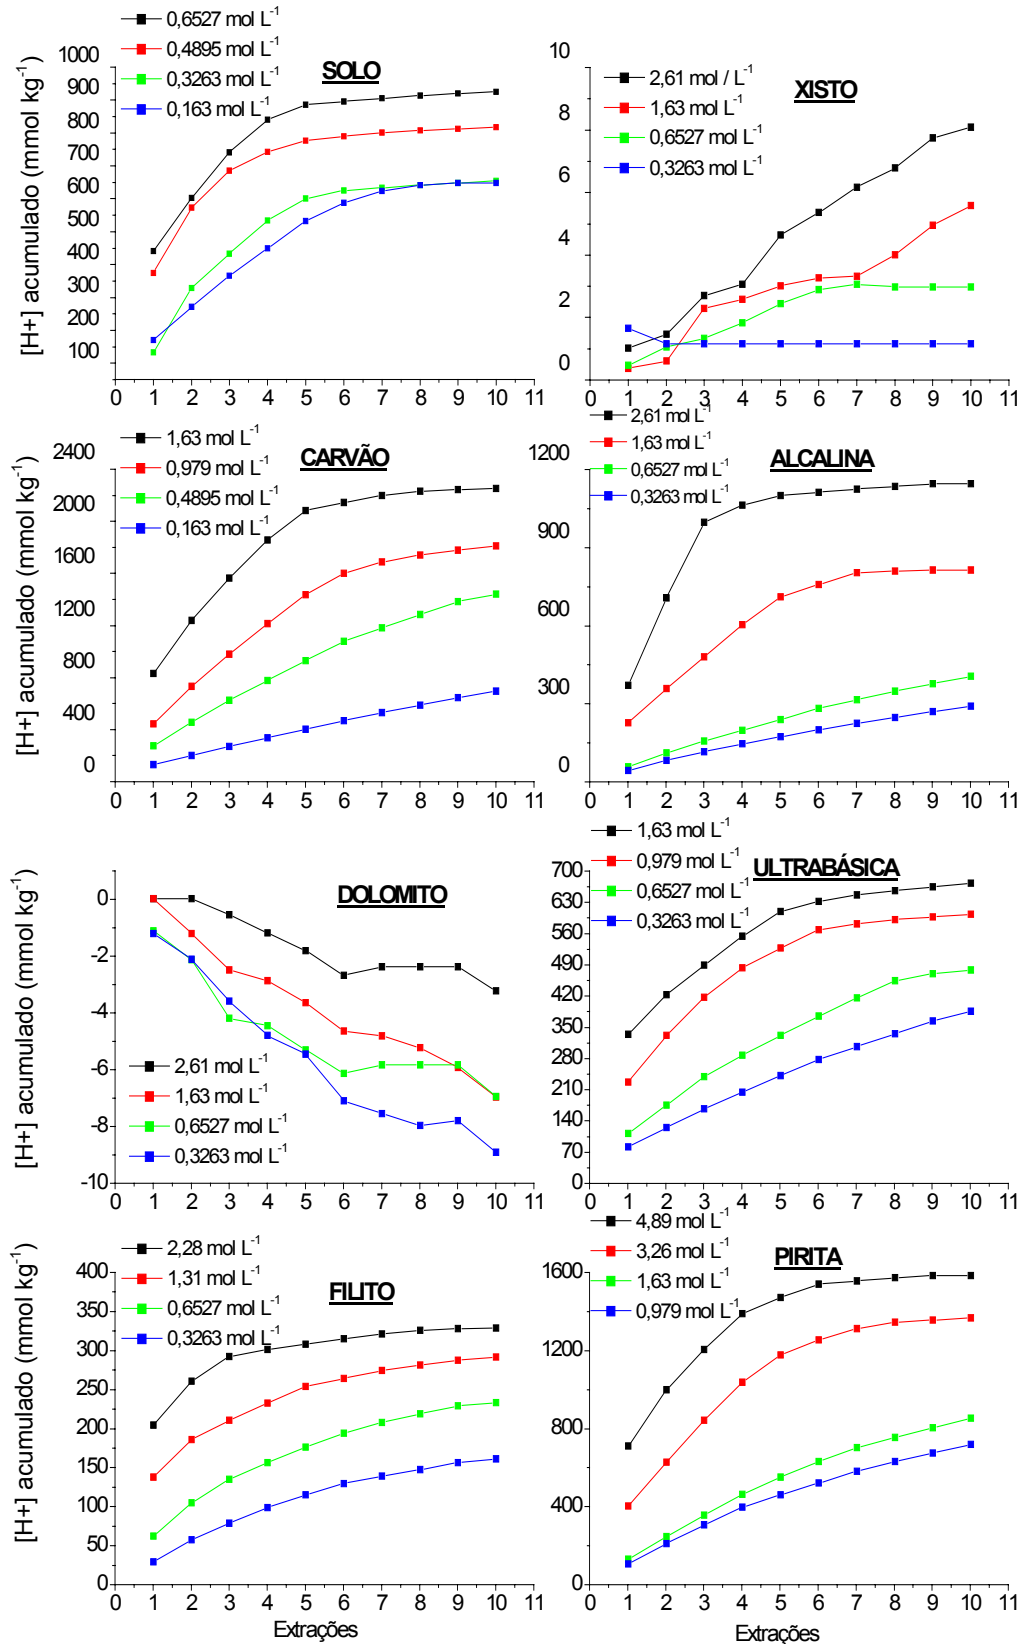 0,6527 mol L-1
0,4895 mol L-1
0,3263 mol L-1
0,163 mol L-1
SOLO
[H+] acumulado (mmol kg-1)
1000
900
800
700
600
500
400
300
200
100
0 1 2 3 4 5 6 7 8 9 10 11
2,61 mol / L-1
1,63 mol L-1
0,6527 mol L-1
0,3263 mol L-1
XISTO
10
8
6
4
2
0
0 1 2 3 4 5 6 7 8 9 10 11
1,63 mol L-1
0,979 mol L-1
0,4895 mol L-1
0,163 mol L-1
CARVÃO
[H+] acumulado (mmol kg-1)
2400
2000
1600
1200
800
400
0
0 1 2 3 4 5 6 7 8 9 10 11
2,61 mol L-1
1,63 mol L-1
0,6527 mol L-1
0,3263 mol L-1
ALCALINA
1200
900
600
300
0
0 1 2 3 4 5 6 7 8 9 10 11
DOLOMITO
[H+] acumulado (mmol kg-1)
0
-2
-4
-6
-8
-10
2,61 mol L-1
1,63 mol L-1
0,6527 mol L-1
0,3263 mol L-1
0 1 2 3 4 5 6 7 8 9 10 11
1,63 mol L-1
0,979 mol L-1
0,6527 mol L-1
0,3263 mol L-1
ULTRABÁSICA
700
630
560
490
420
350
280
210
140
70
0
0 1 2 3 4 5 6 7 8 9 10 11
2,28 mol L-1
1,31 mol L-1
0,6527 mol L-1
0,3263 mol L-1
FILITO
[H+] acumulado (mmol kg-1)
400
350
300
250
200
150
100
50
0
0 1 2 3 4 5 6 7 8 9 10 11
Extrações
4,89 mol L-1
3,26 mol L-1
1,63 mol L-1
0,979 mol L-1
PIRITA
1600
1200
800
400
0
0 1 2 3 4 5 6 7 8 9 10 11
Extrações